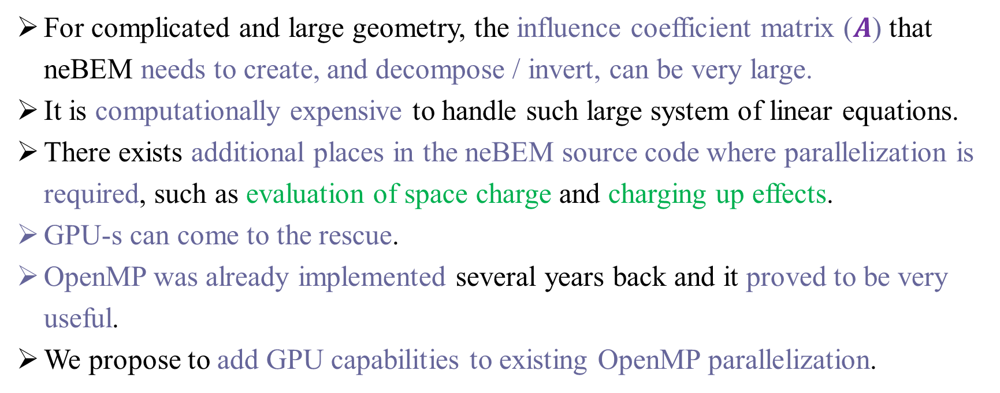 ➢ For complicated and large geometry, the influence coefficient matrix (A) that
neBEM needs to create, and decompose / invert, can be very large.
➢ It is computationally expensive to handle such large system of linear equations.
➢ There exists additional places in the neBEM source code where parallelization is
required, such as evaluation of space charge and charging up effects.
➢ GPU-s can come to the rescue.
➢ OpenMP was already implemented several years back and it proved to be very
useful.
➢ We propose to add GPU capabilities to existing OpenMP parallelization.